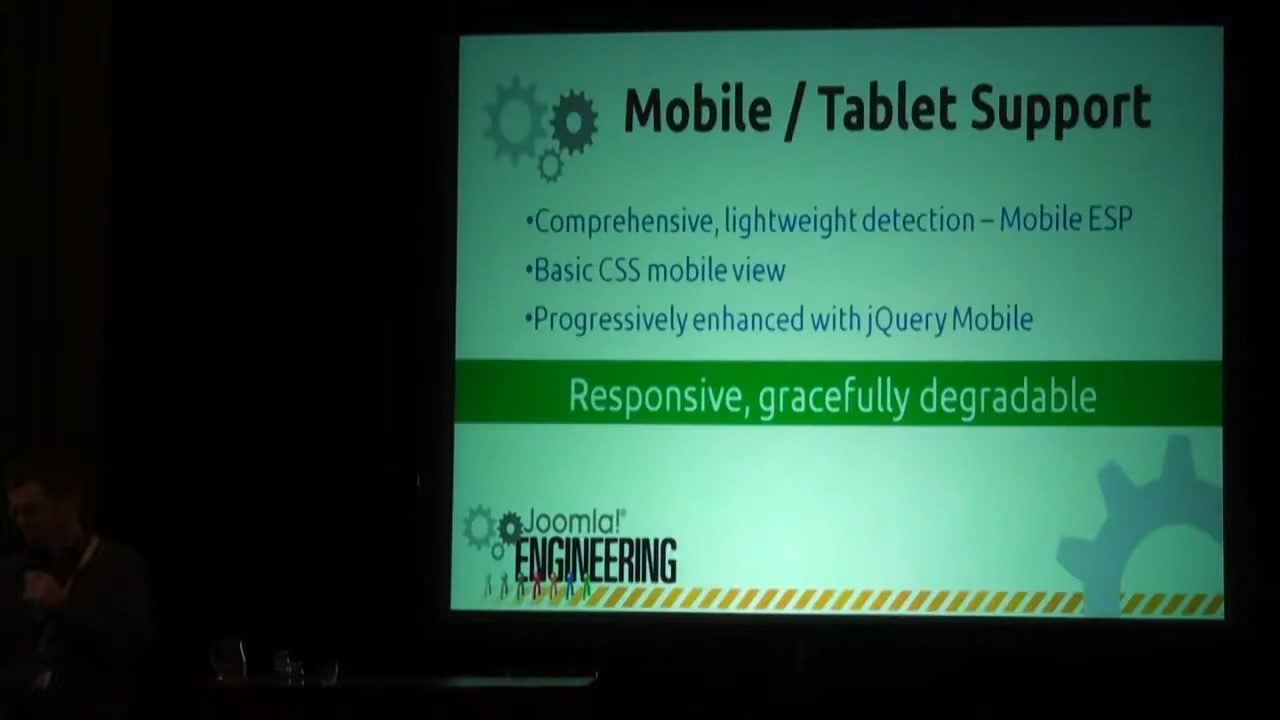 Mobile / Tablet Support
•Comprehensive, lightweight detection – Mobile ESP
•Basic CSS mobile view
•Progressively enhanced with jQuery Mobile
Responsive, gracefully degradable
Joomla!®
ENGINEERING